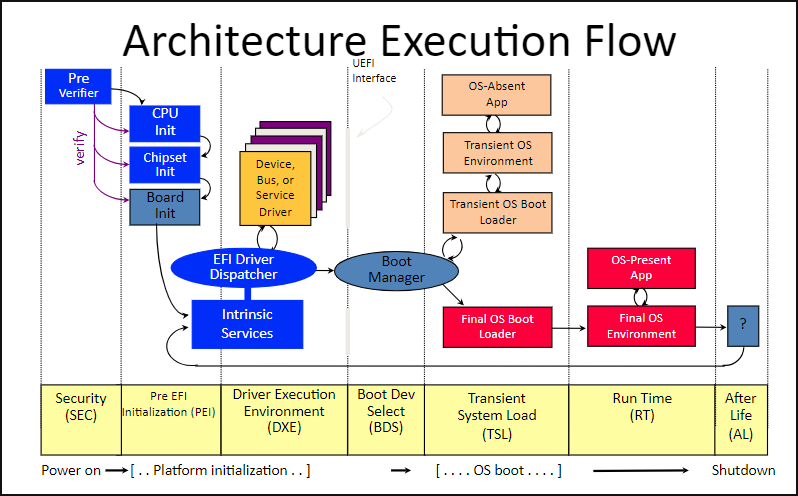 Architecture Execution Flow
UEFI
Interface
Pre
Verifier
verify
CPU
Init
Chipset
Init
Board
Init
Device,
Bus, or
Service
Driver
EFI Driver
Dispatcher
Intrinsic
Services
Boot
Manager
OS-Absent
App
Transient OS
Environment
Transient OS Boot
Loader
Final OS Boot
Loader
OS-Present
App
Final OS
Environment
?
Security
(SEC)
Pre EFI
Initialization (PEI)
Driver Execution
Environment
(DXE)
Boot Dev
Select
(BDS)
Transient
System Load
(TSL)
Run Time
(RT)
After
Life
(AL)
Power on [ . . Platform initialization . . ] [ . . . . OS boot . . . . ] Shutdown